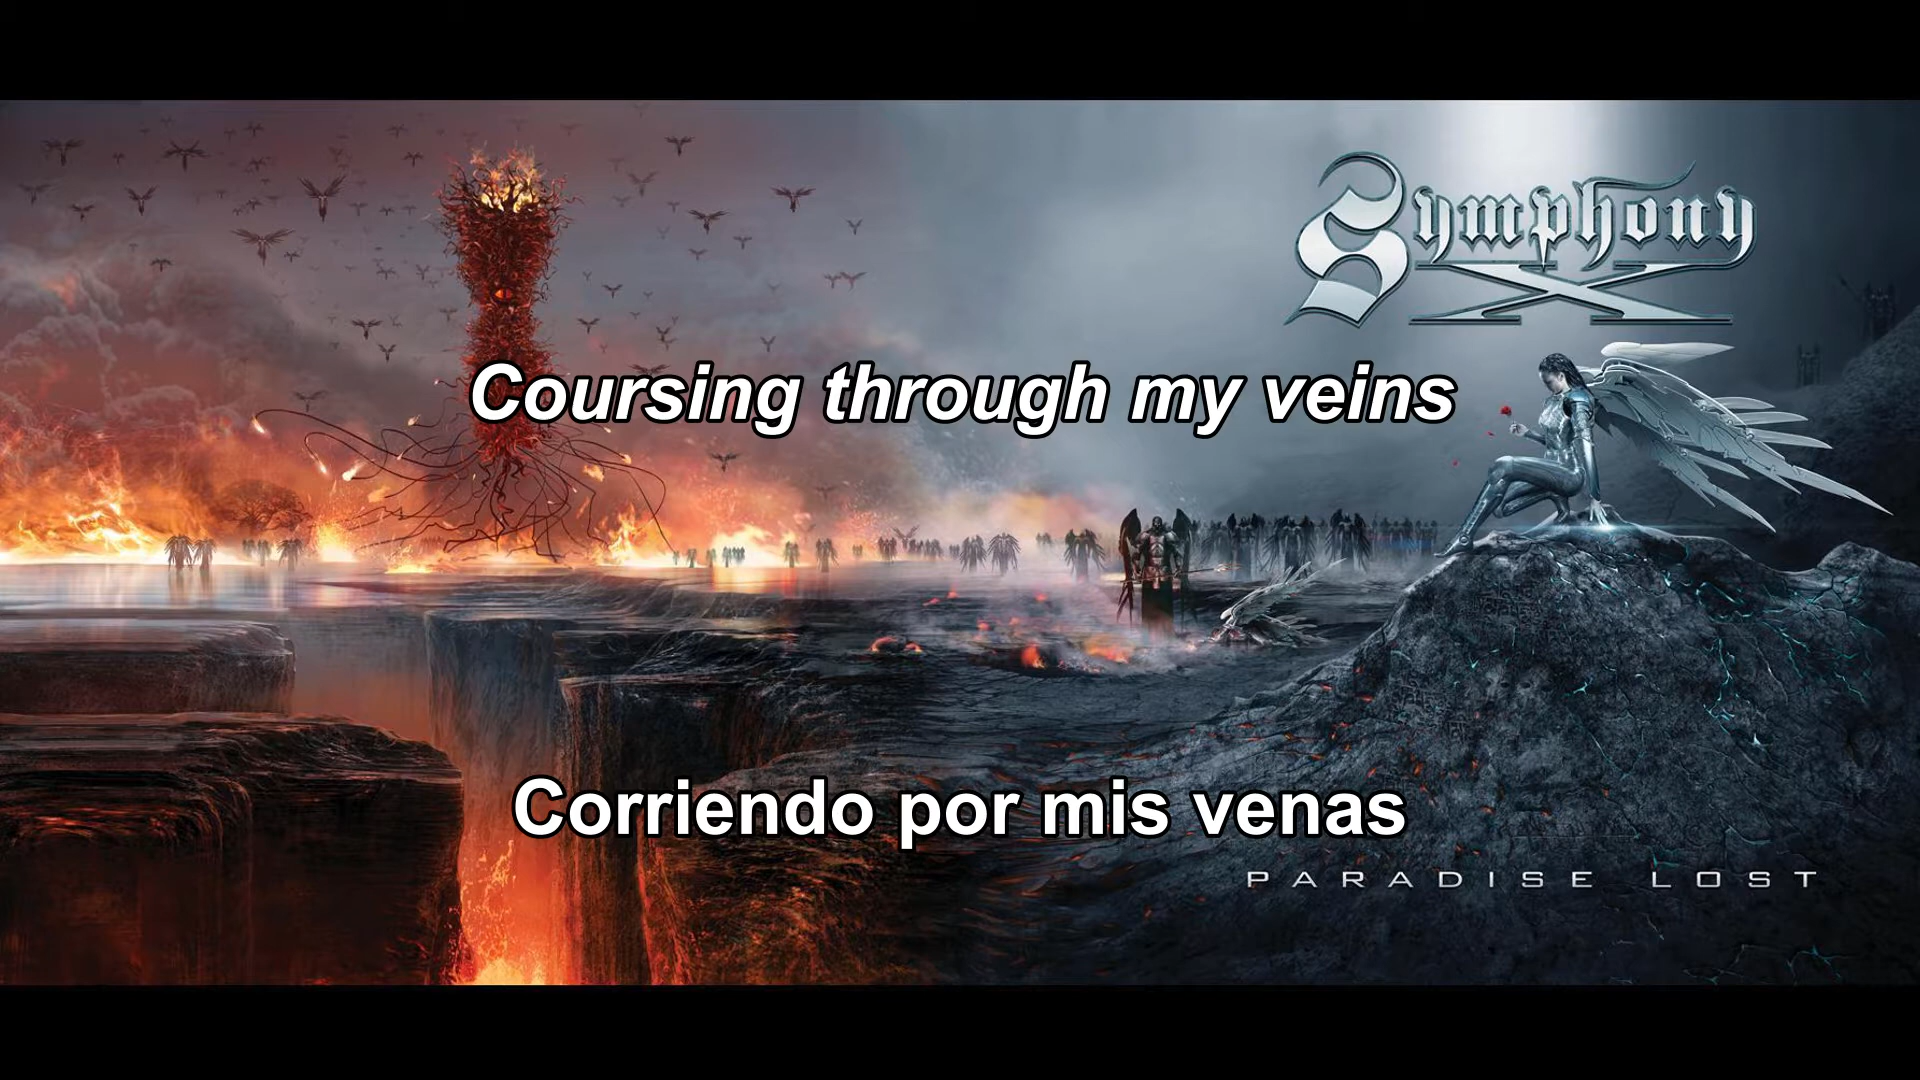 Symphony
X
Coursing through my veins
Corriendo por mis venas
PARADISE LOST